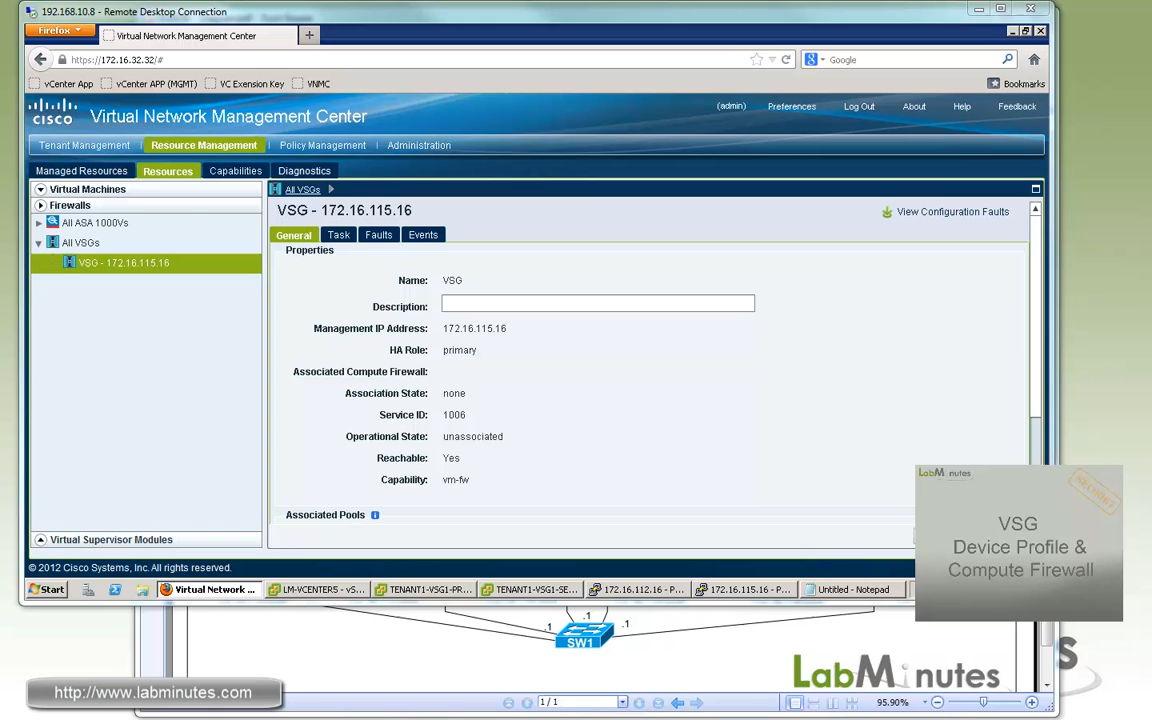 192.168.10.8 - Remote Desktop Connection
Firefox
Virtual Network Management Center
https://172.16.32.32/#
Google
vCenter App
vCenter APP (MGMT)
VC Exension Key
VNMC
Bookmarks
CISCO
Virtual Network Management Center
(admin)
Preferences
Log Out
About
Help
Feedback
Tenant Management
Resource Management
Policy Management
Administration
Managed Resources
Resources
Capabilities
Diagnostics
Virtual Machines
Firewalls
All ASA 1000Vs
All VSGs
VSG - 172.16.115.16
Virtual Supervisor Modules
All VSGs
VSG - 172.16.115.16
View Configuration Faults
General
Task
Faults
Events
Properties
Name: VSG
Description:
Management IP Address: 172.16.115.16
HA Role: primary
Associated Compute Firewall:
Association State: none
Service ID: 1006
Operational State: unassociated
Reachable: Yes
Capability: vm-fw
Associated Pools
LabMinutes
SECURITY
VSG
Device Profile &
Compute Firewall
© 2012 Cisco Systems, Inc. All rights reserved.
Start
Virtual Network ...
LM-VCENTERS - vS...
TENANT1-VSG1-PR...
TENANT1-VSG1-SE...
172.16.112.16 - P...
172.16.115.16 - P...
Untitled - Notepad
.1
.1
.1
SW1
LabMinutes
http://www.labminutes.com
1 / 1
95.90%